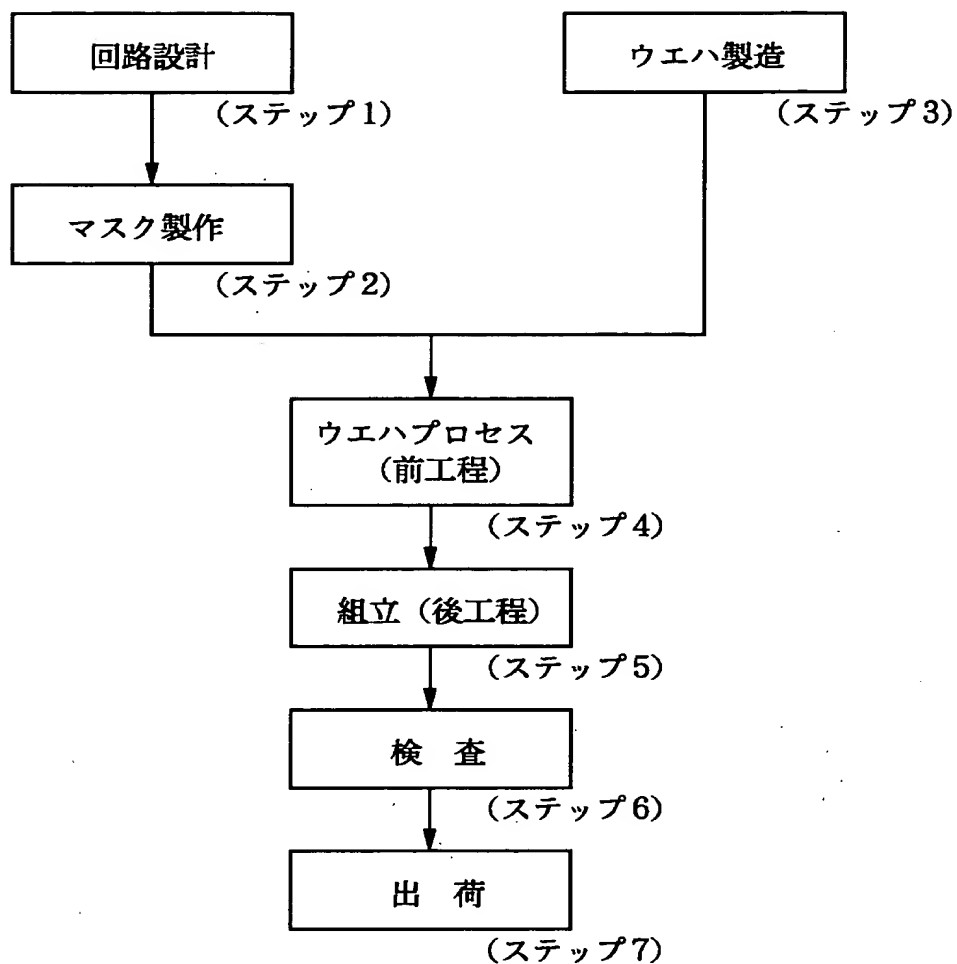 回路設計
(ステップ1)
マスク製作
(ステップ2)
ウエハ製造
(ステップ3)
ウエハプロセス
(前工程)
(ステップ4)
組立(後工程)
(ステップ5)
検 査
(ステップ6)
出 荷
(ステップ7)